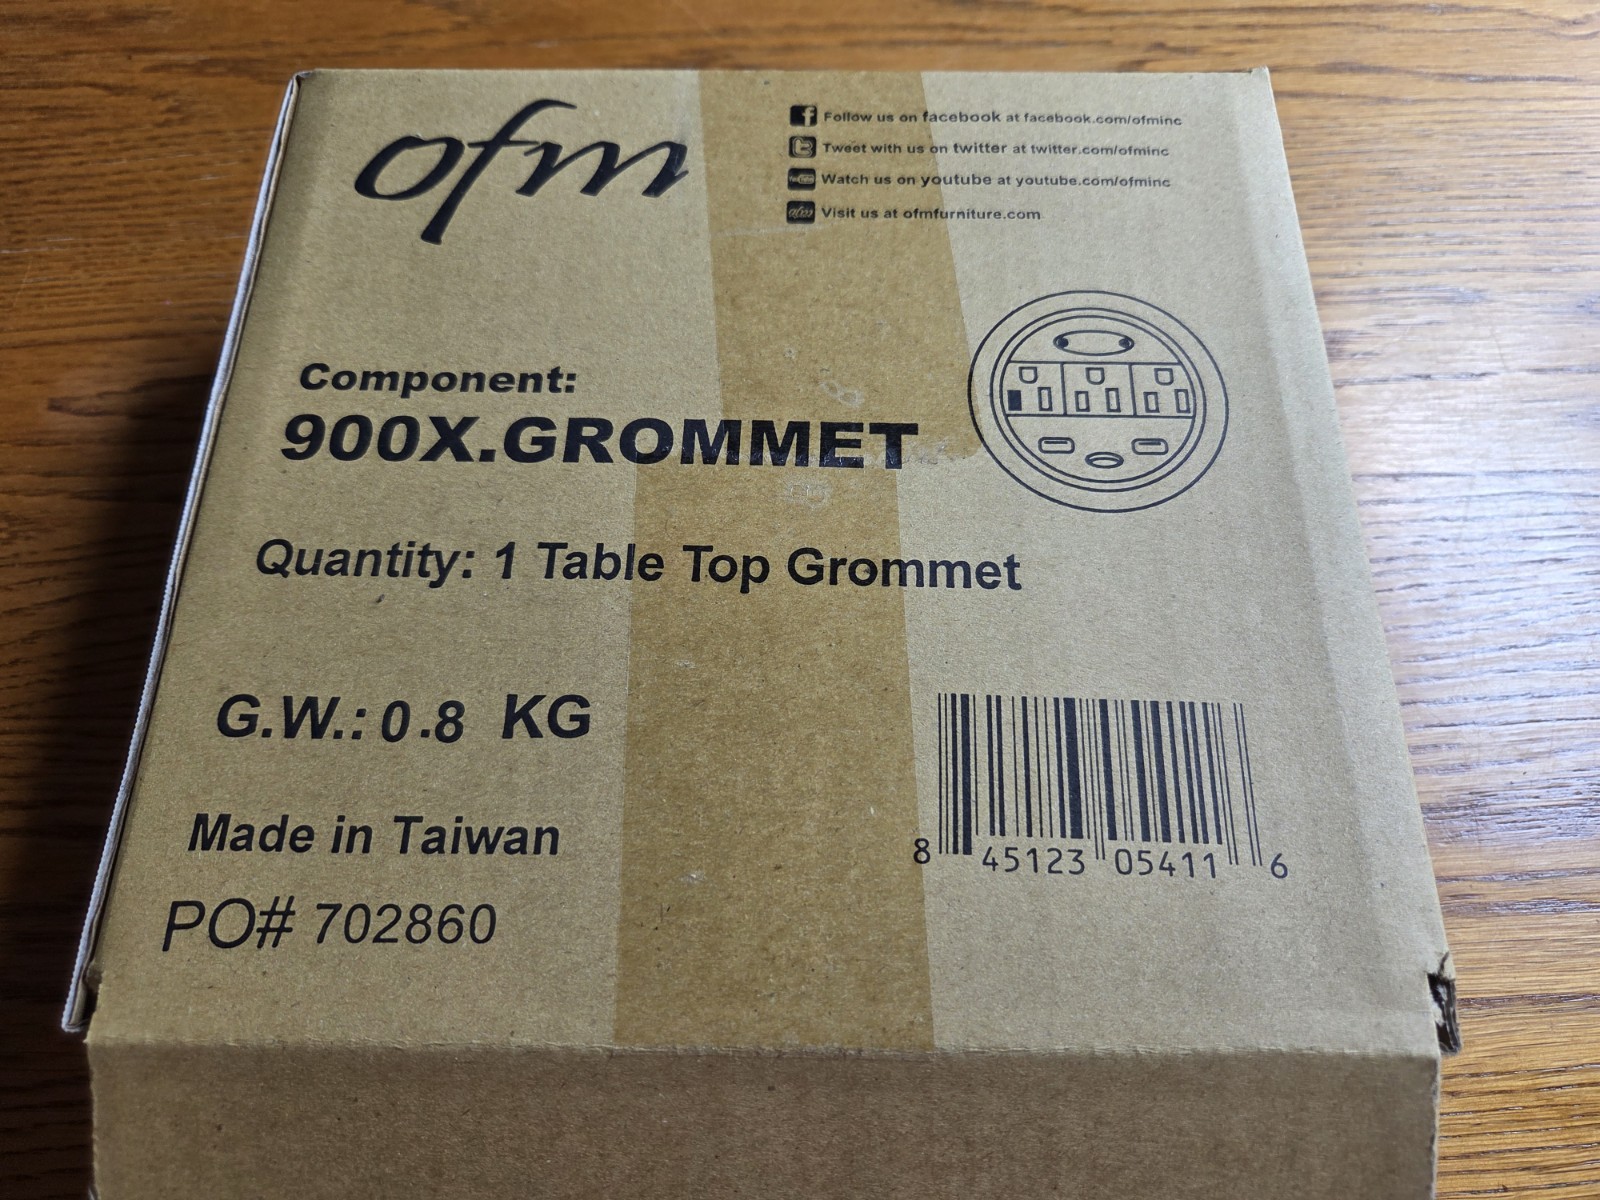 ofm
Follow us on facebook at facebook.com/ofminc
Tweet with us on twitter at twitter.com/ofminc
Watch us on youtube at youtube.com/ofminc
ofm Visit us at ofmfurniture.com
Component:
900X.GROMMET
Quantity: 1 Table Top Grommet
G.W.: 0.8 KG
Made in Taiwan
PO# 702860
8 45123 05411 6